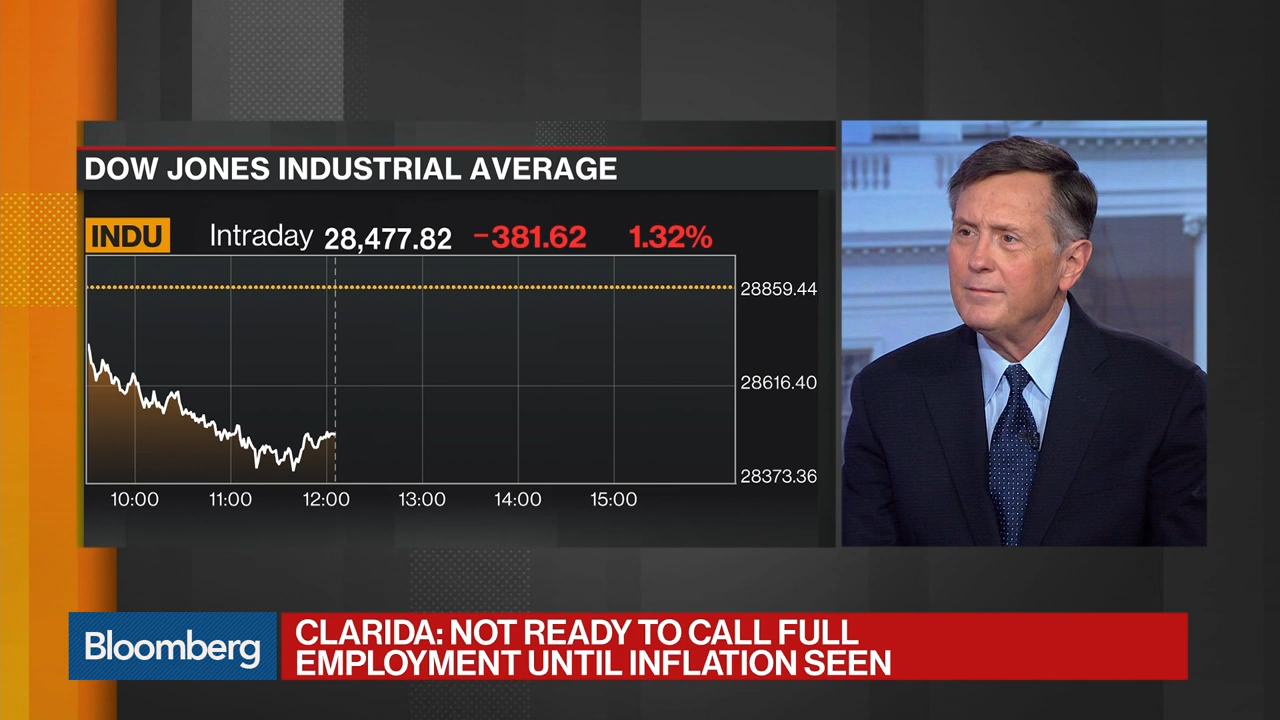 DOW JONES INDUSTRIAL AVERAGE
INDU Intraday 28,477.82 −381.62 1.32%
28859.44
28616.40
28373.36
10:00 11:00 12:00 13:00 14:00 15:00
Bloomberg
CLARIDA: NOT READY TO CALL FULL
EMPLOYMENT UNTIL INFLATION SEEN